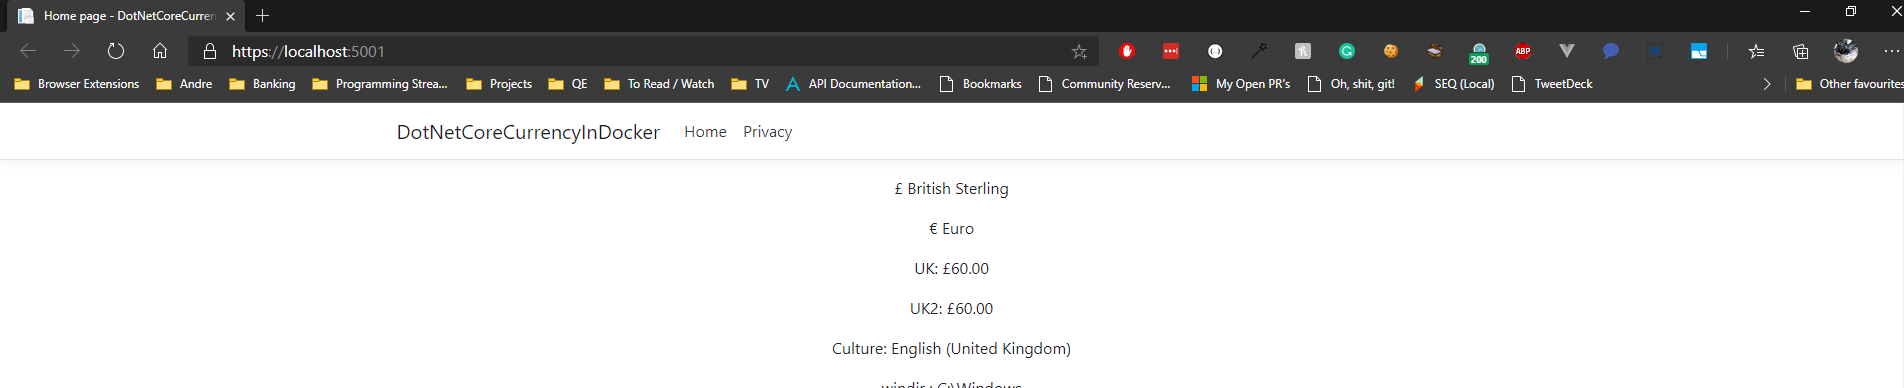 Home page - DotNetCoreCurren
https://localhost:5001
200
ABP
Browser Extensions Andre Banking Programming Strea... Projects QE To Read / Watch TV API Documentation... Bookmarks Community Reserv... My Open PR's Oh, shit, git! SEQ (Local) TweetDeck Other favourites
DotNetCoreCurrencyInDocker Home Privacy
£ British Sterling
€ Euro
UK: £60.00
UK2: £60.00
Culture: English (United Kingdom)
windir : C:\Windows